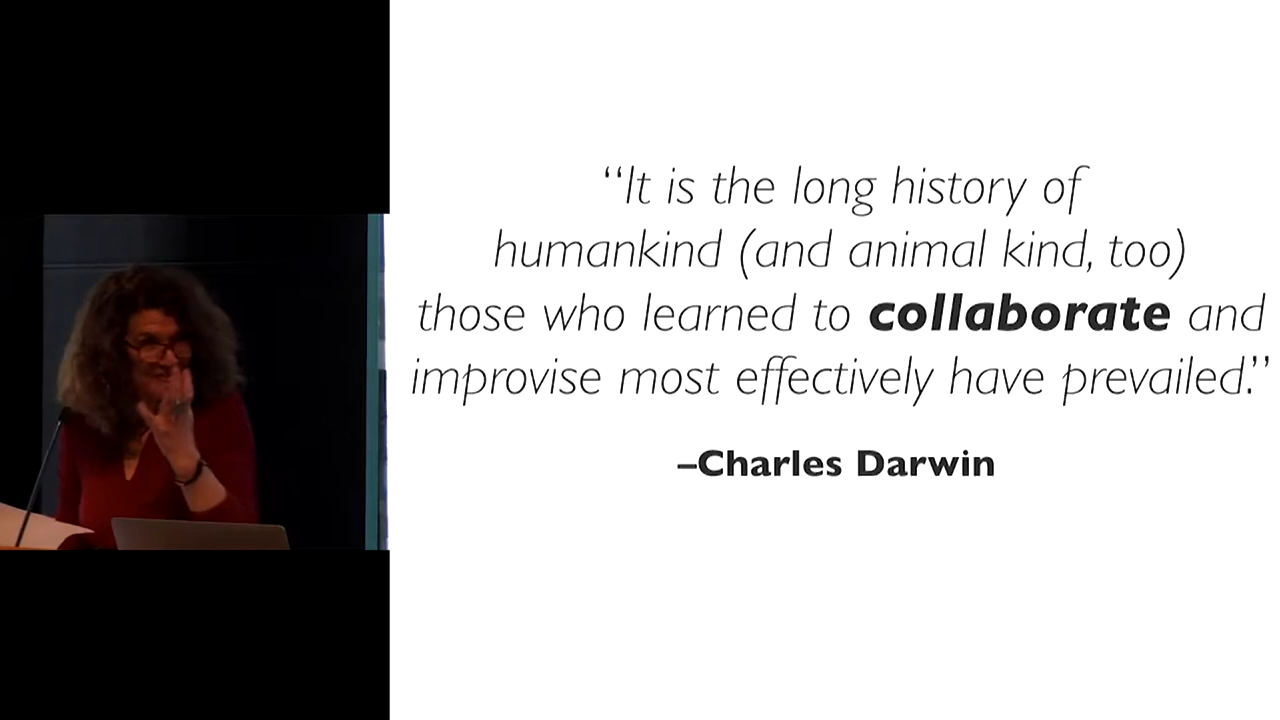 “It is the long history of
humankind (and animal kind, too)
those who learned to collaborate and
improvise most effectively have prevailed.”
–Charles Darwin